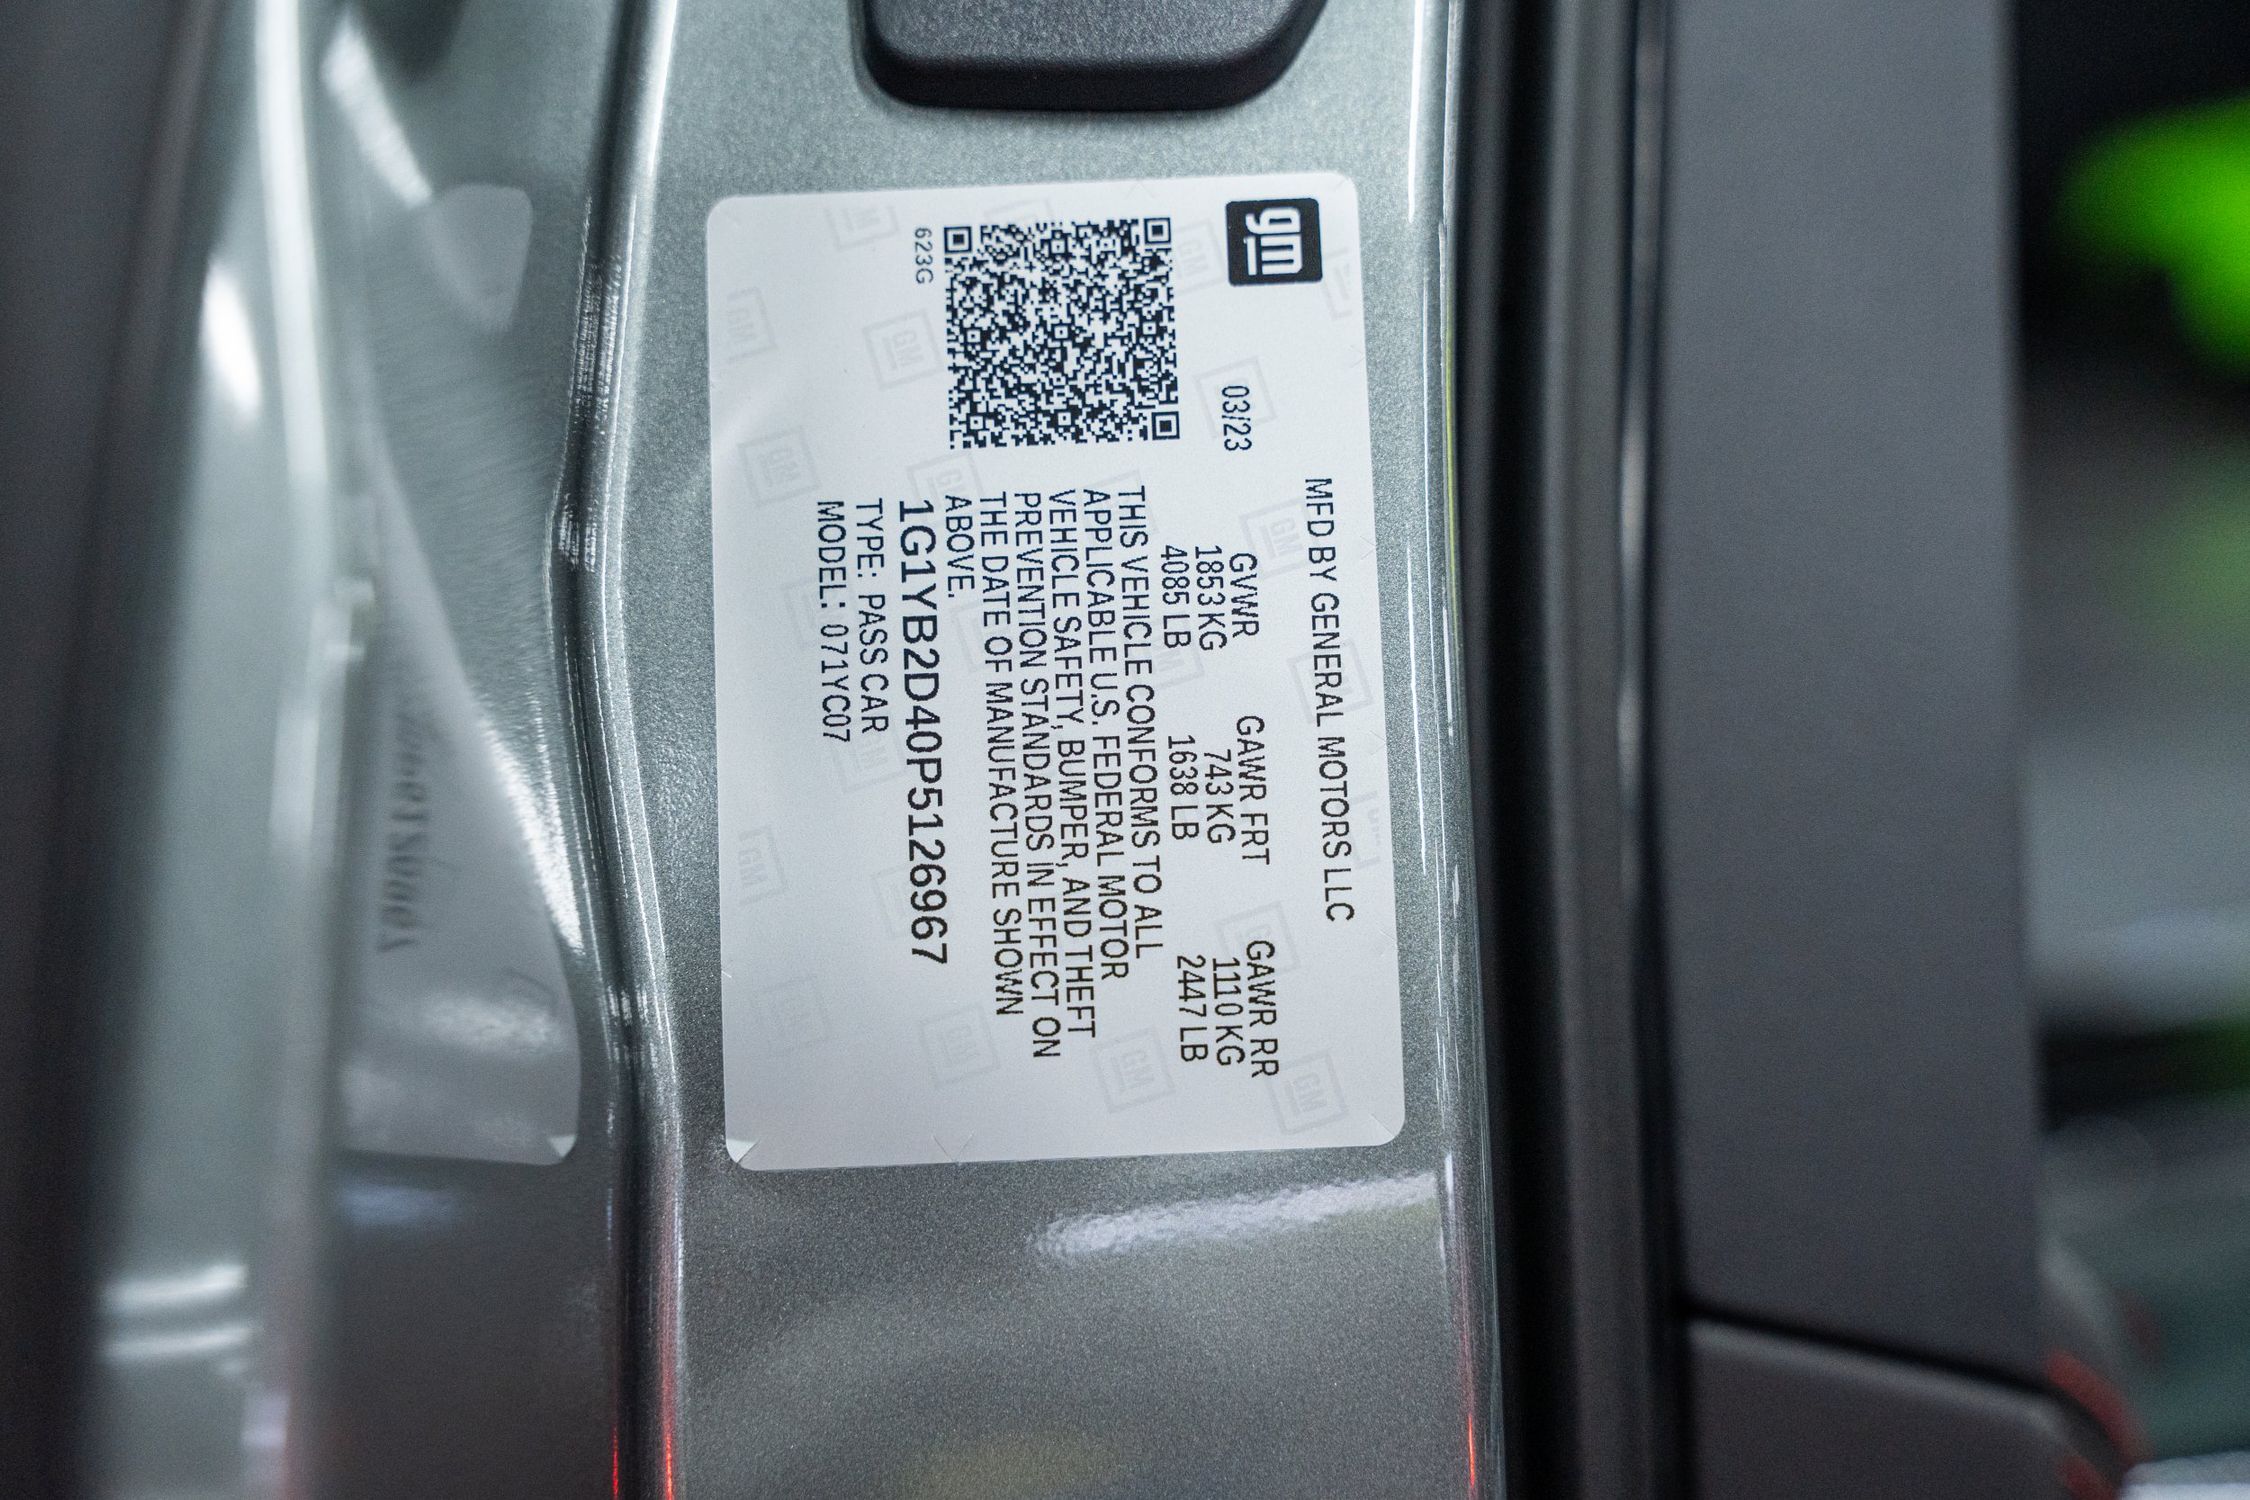 gm
MFD BY GENERAL MOTORS LLC
03/23
GVWR GAWR FRT GAWR RR
1853 KG 743 KG 1110 KG
4085 LB 1638 LB 2447 LB
THIS VEHICLE CONFORMS TO ALL
APPLICABLE U.S. FEDERAL MOTOR
VEHICLE SAFETY, BUMPER, AND THEFT
PREVENTION STANDARDS IN EFFECT ON
THE DATE OF MANUFACTURE SHOWN
ABOVE.
1G1YB2D40P5126967
TYPE: PASS CAR
MODEL: 071YC07
623G